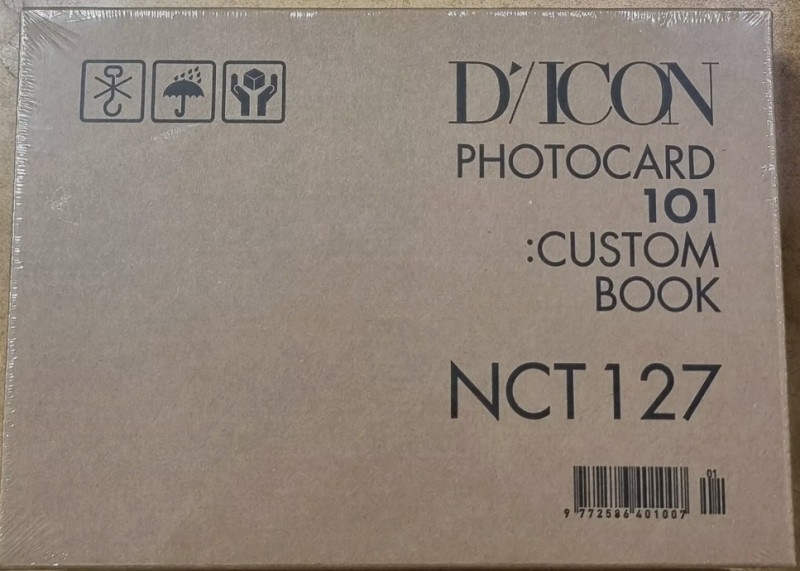 D'/ICON
PHOTOCARD
101
:CUSTOM
BOOK
NCT 127
01
9 772586 401007